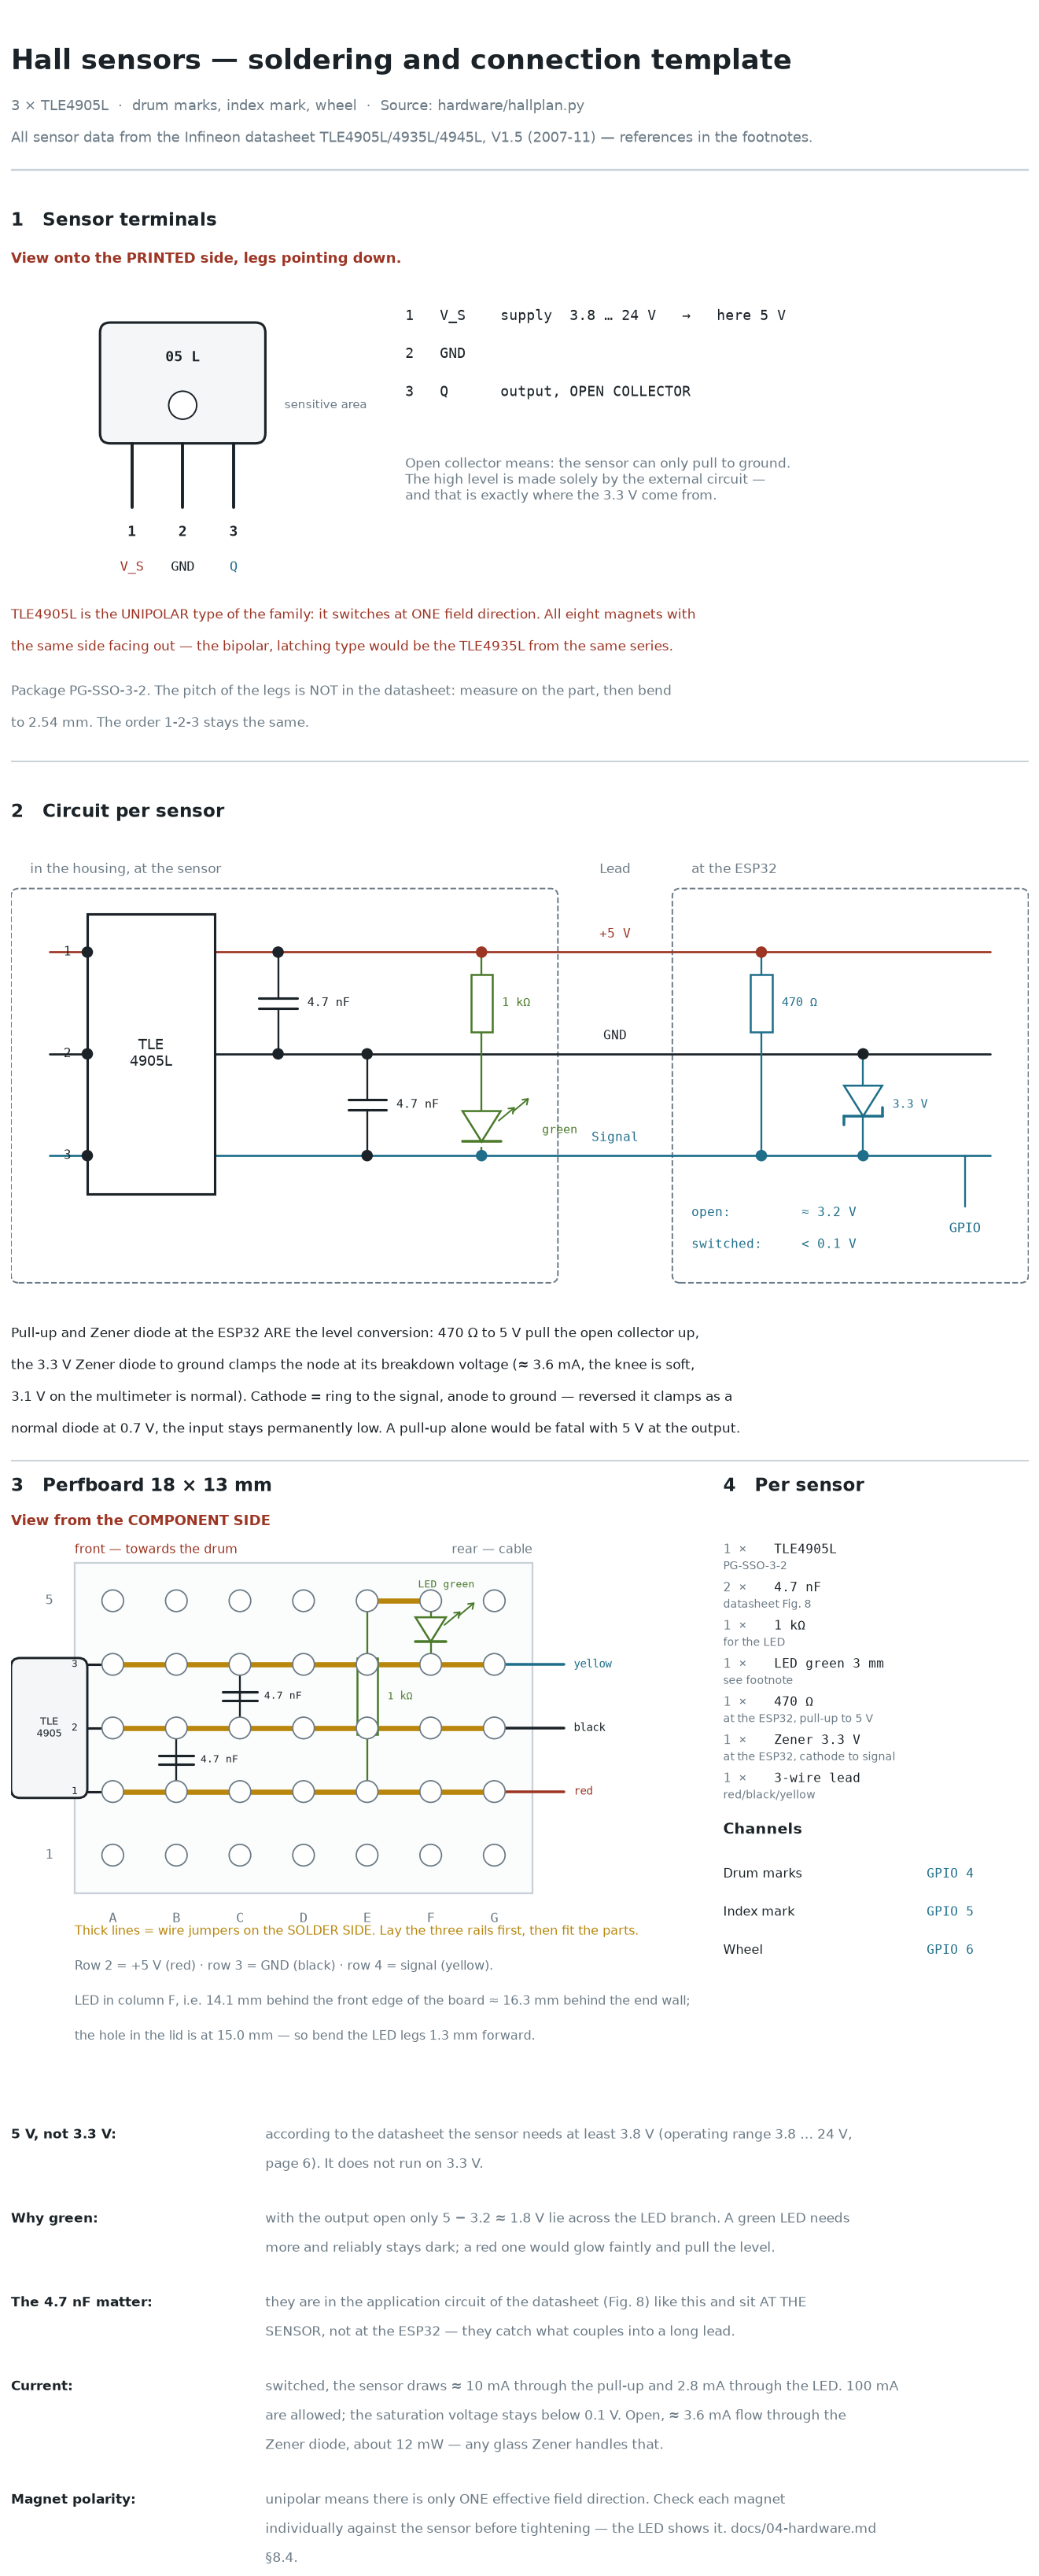 Hall sensors — soldering and connection template
3 × TLE4905L · drum marks, index mark, wheel · Source: hardware/hallplan.py
All sensor data from the Infineon datasheet TLE4905L/4935L/4945L, V1.5 (2007-11) — references in the footnotes.
1 Sensor terminals
View onto the PRINTED side, legs pointing down.
05 L
sensitive area
1 2 3
V_S GND Q
1 V_S supply 3.8 … 24 V → here 5 V
2 GND
3 Q output, OPEN COLLECTOR
Open collector means: the sensor can only pull to ground.
The high level is made solely by the external circuit —
and that is exactly where the 3.3 V come from.
TLE4905L is the UNIPOLAR type of the family: it switches at ONE field direction. All eight magnets with
the same side facing out — the bipolar, latching type would be the TLE4935L from the same series.
Package PG-SSO-3-2. The pitch of the legs is NOT in the datasheet: measure on the part, then bend
to 2.54 mm. The order 1-2-3 stays the same.
2 Circuit per sensor
in the housing, at the sensor
Lead
at the ESP32
+5 V
1
4.7 nF
1 kΩ
470 Ω
GND
2
TLE
4905L
4.7 nF
green
3.3 V
Signal
3
open: ≈ 3.2 V
switched: < 0.1 V
GPIO
Pull-up and Zener diode at the ESP32 ARE the level conversion: 470 Ω to 5 V pull the open collector up,
the 3.3 V Zener diode to ground clamps the node at its breakdown voltage (≈ 3.6 mA, the knee is soft,
3.1 V on the multimeter is normal). Cathode = ring to the signal, anode to ground — reversed it clamps as a
normal diode at 0.7 V, the input stays permanently low. A pull-up alone would be fatal with 5 V at the output.
3 Perfboard 18 × 13 mm
View from the COMPONENT SIDE
front — towards the drum
rear — cable
LED green
5
3
yellow
4.7 nF
1 kΩ
TLE
4905
2
black
4.7 nF
1
red
1
A B C D E F G
Thick lines = wire jumpers on the SOLDER SIDE. Lay the three rails first, then fit the parts.
Row 2 = +5 V (red) · row 3 = GND (black) · row 4 = signal (yellow).
LED in column F, i.e. 14.1 mm behind the front edge of the board ≈ 16.3 mm behind the end wall;
the hole in the lid is at 15.0 mm — so bend the LED legs 1.3 mm forward.
4 Per sensor
1 × TLE4905L
PG-SSO-3-2
2 × 4.7 nF
datasheet Fig. 8
1 × 1 kΩ
for the LED
1 × LED green 3 mm
see footnote
1 × 470 Ω
at the ESP32, pull-up to 5 V
1 × Zener 3.3 V
at the ESP32, cathode to signal
1 × 3-wire lead
red/black/yellow
Channels
Drum marks GPIO 4
Index mark GPIO 5
Wheel GPIO 6
5 V, not 3.3 V: according to the datasheet the sensor needs at least 3.8 V (operating range 3.8 … 24 V,
page 6). It does not run on 3.3 V.
Why green: with the output open only 5 − 3.2 ≈ 1.8 V lie across the LED branch. A green LED needs
more and reliably stays dark; a red one would glow faintly and pull the level.
The 4.7 nF matter: they are in the application circuit of the datasheet (Fig. 8) like this and sit AT THE
SENSOR, not at the ESP32 — they catch what couples into a long lead.
Current: switched, the sensor draws ≈ 10 mA through the pull-up and 2.8 mA through the LED. 100 mA
are allowed; the saturation voltage stays below 0.1 V. Open, ≈ 3.6 mA flow through the
Zener diode, about 12 mW — any glass Zener handles that.
Magnet polarity: unipolar means there is only ONE effective field direction. Check each magnet
individually against the sensor before tightening — the LED shows it. docs/04-hardware.md
§8.4.